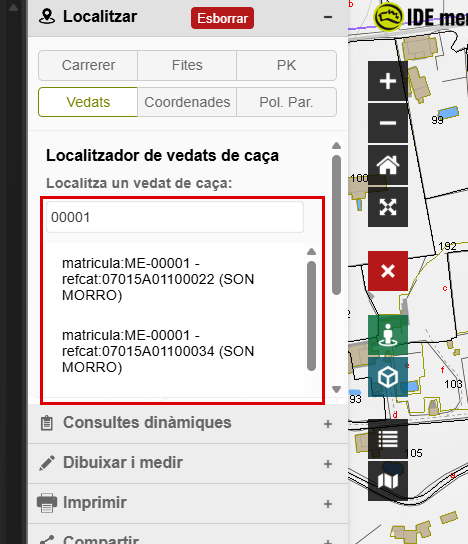 Localitzar
Esborrar
IDE
Carrerer
Fites
PK
Vedats
Coordenades
Pol. Par.
Localitzador de vedats de caça
Localitza un vedat de caça:
00001
matricula:ME-00001 -
refcat:07015A01100022 (SON
MORRO)
matricula:ME-00001 -
refcat:07015A01100034 (SON
MORRO)
Consultes dinàmiques
Dibuixar i medir
Imprimir
Compartir
99
100
192
c
e
103
93
d
05
c